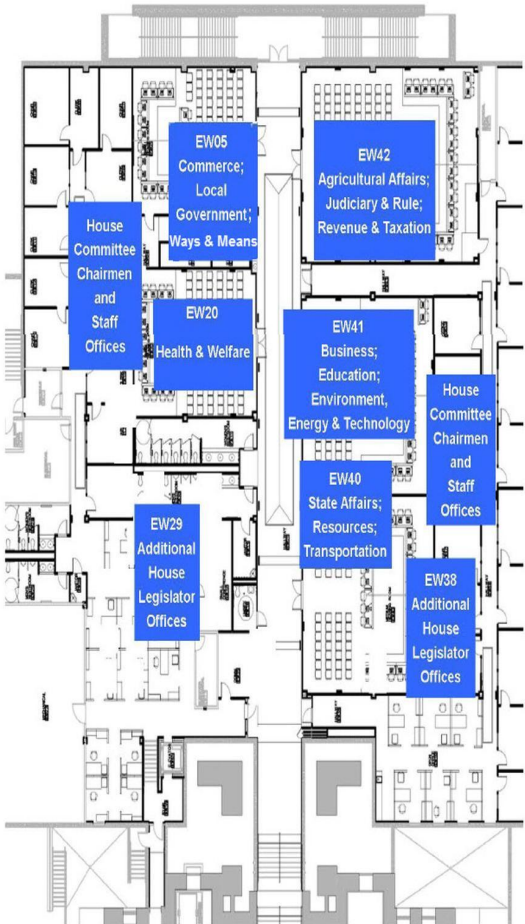 EW05
Commerce;
Local
Government;
Ways & Means
EW42
Agricultural Affairs;
Judiciary & Rule;
Revenue & Taxation
House
Committee
Chairmen
and
Staff
Offices
EW20
Health & Welfare
EW41
Business;
Education;
Environment,
Energy & Technology
House
Committee
Chairmen
and
Staff
Offices
EW40
State Affairs;
Resources;
Transportation
EW29
Additional
House
Legislator
Offices
EW38
Additional
House
Legislator
Offices